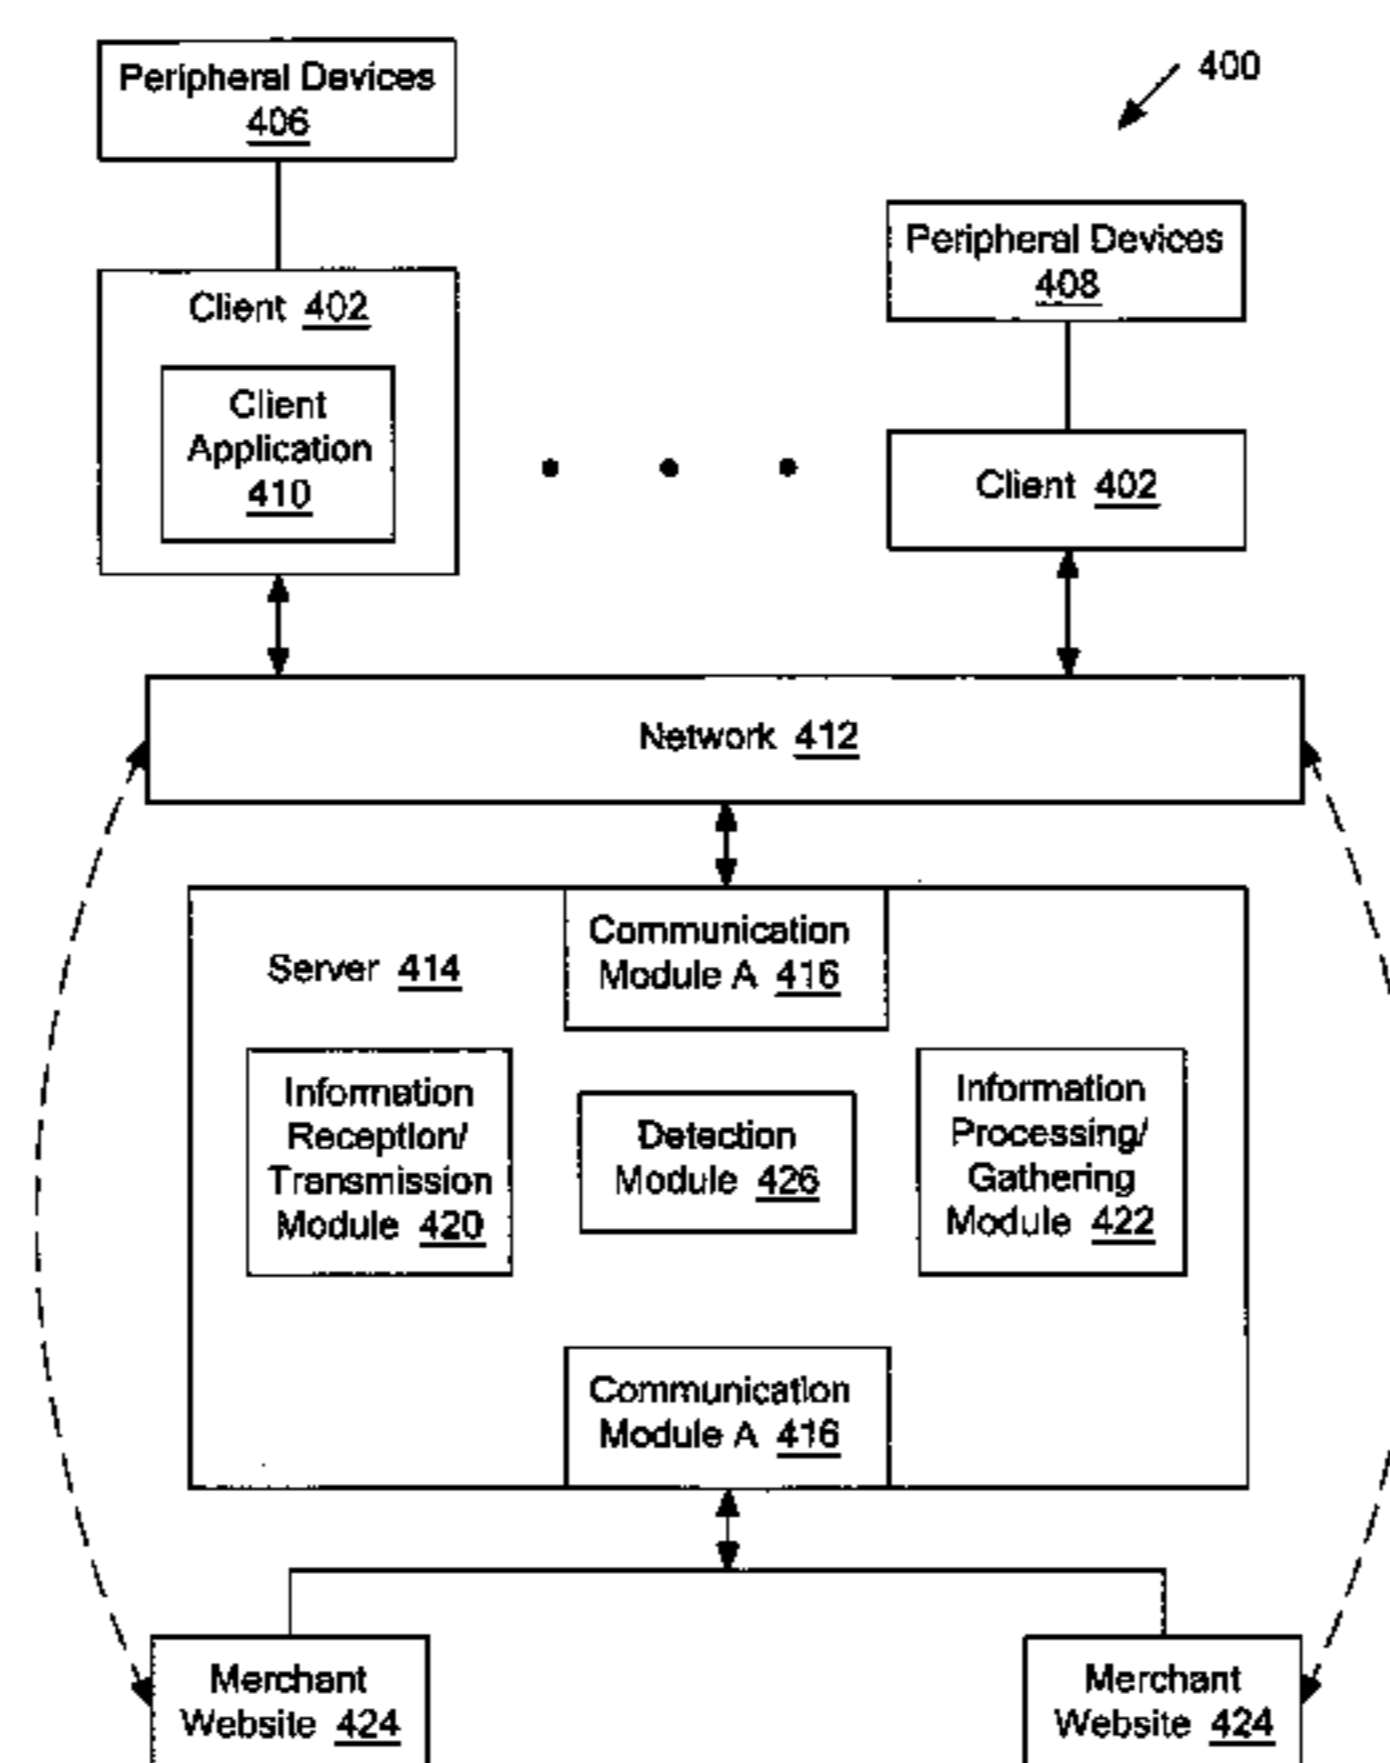 Peripheral Devices
406
400
Peripheral Devices
408
Client 402
Client
Application
410
Client 402
Network 412
Communication
Module A 416
Server 414
Information
Reception/
Transmission
Module 420
Detection
Module 426
Information
Processing/
Gathering
Module 422
Communication
Module A 416
Merchant
Website 424
Merchant
Website 424